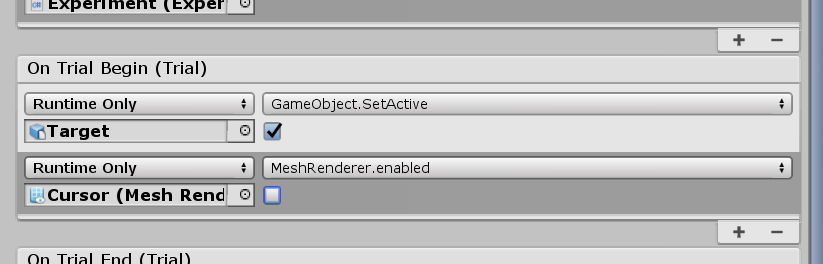 Experiment (Exper
On Trial Begin (Trial)
Runtime Only GameObject.SetActive
Target
Runtime Only MeshRenderer.enabled
Cursor (Mesh Rend
On Trial End (Trial)